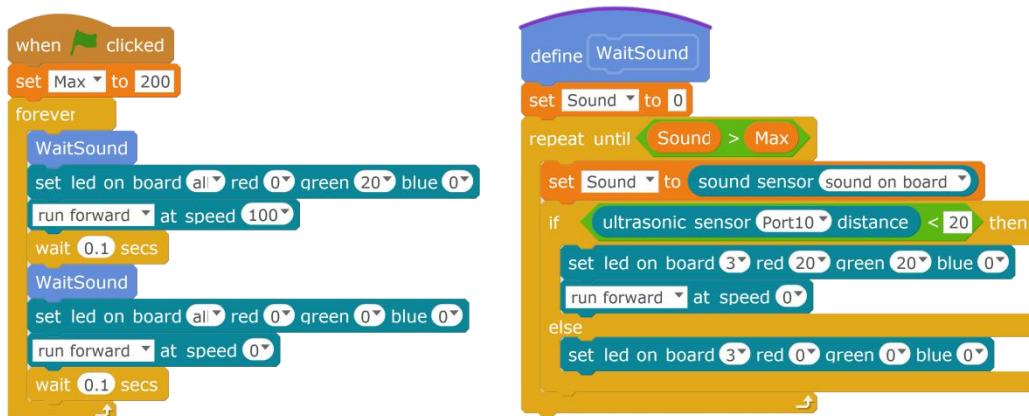 when clicked
set Max to 200
forever
WaitSound
set led on board all red 0 green 20 blue 0
run forward at speed 100
wait 0.1 secs
WaitSound
set led on board all red 0 green 0 blue 0
run forward at speed 0
wait 0.1 secs
define WaitSound
set Sound to 0
repeat until Sound > Max
set Sound to sound sensor sound on board
if ultrasonic sensor Port10 distance < 20 then
set led on board 3 red 20 green 20 blue 0
run forward at speed 0
else
set led on board 3 red 0 green 0 blue 0